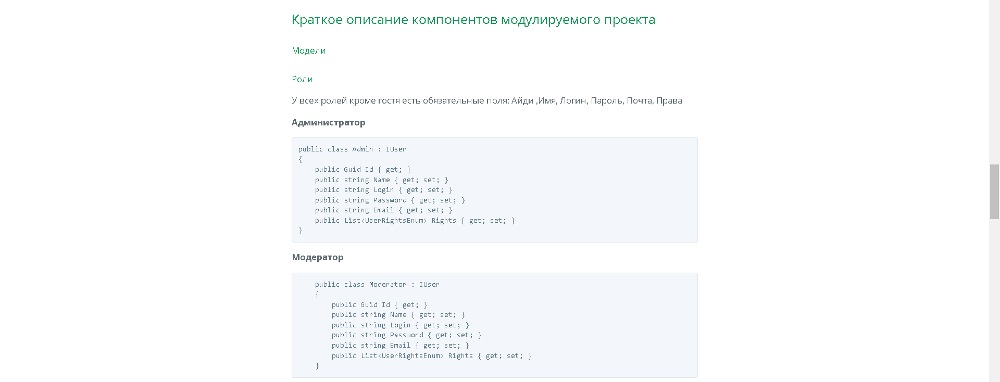 Краткое описание компонентов модулируемого проекта
Модели
Роли
У всех ролей кроме гостя есть обязательные поля: Айди ,Имя, Логин, Пароль, Почта, Права
Администратор
public class Admin : IUser
{
    public Guid Id { get; }
    public string Name { get; set; }
    public string Login { get; set; }
    public string Password { get; set; }
    public string Email { get; set; }
    public List<UserRightsEnum> Rights { get; set; }
}
Модератор
    public class Moderator : IUser
    {
        public Guid Id { get; }
        public string Name { get; set; }
        public string Login { get; set; }
        public string Password { get; set; }
        public string Email { get; set; }
        public List<UserRightsEnum> Rights { get; set; }
    }